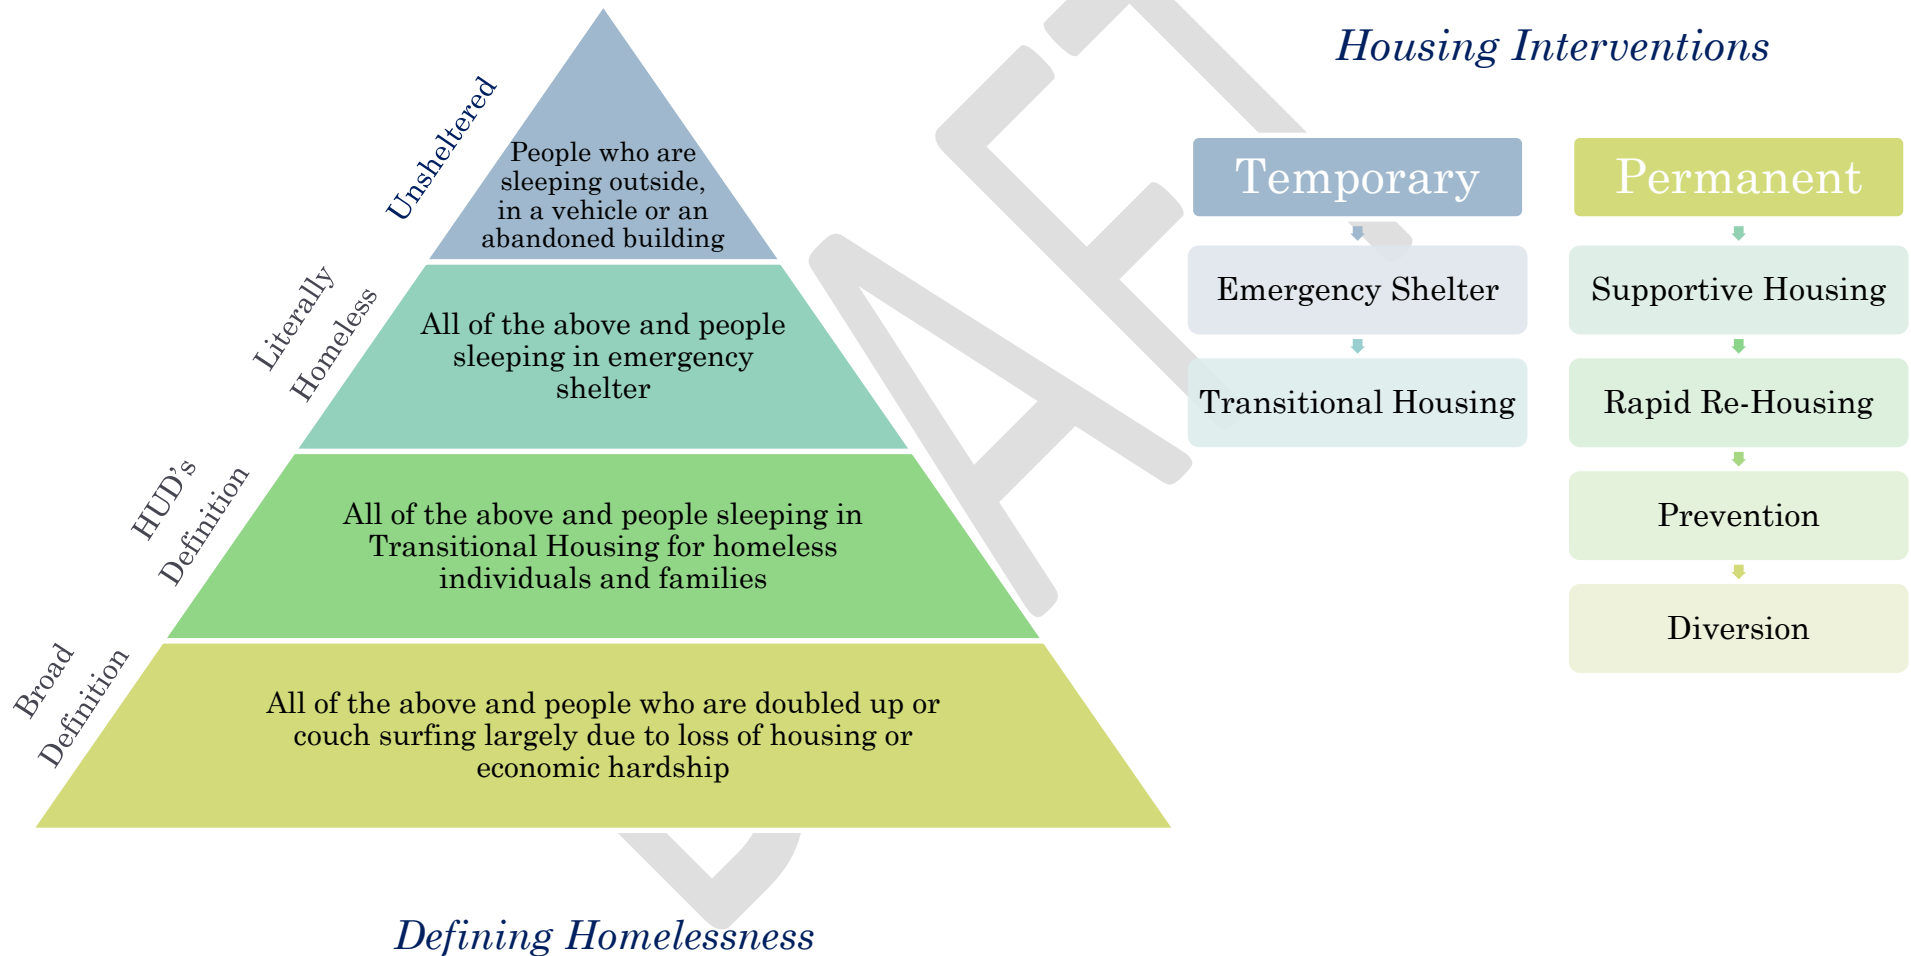 Housing Interventions
Unsheltered
People who are
sleeping outside,
in a vehicle or an
abandoned building
Literally
Homeless
All of the above and people
sleeping in emergency
shelter
HUD’s
Definition
All of the above and people sleeping in
Transitional Housing for homeless
individuals and families
Broad
Definition
All of the above and people who are doubled up or
couch surfing largely due to loss of housing or
economic hardship
Defining Homelessness
Temporary
Emergency Shelter
Transitional Housing
Permanent
Supportive Housing
Rapid Re-Housing
Prevention
Diversion
DRAFT